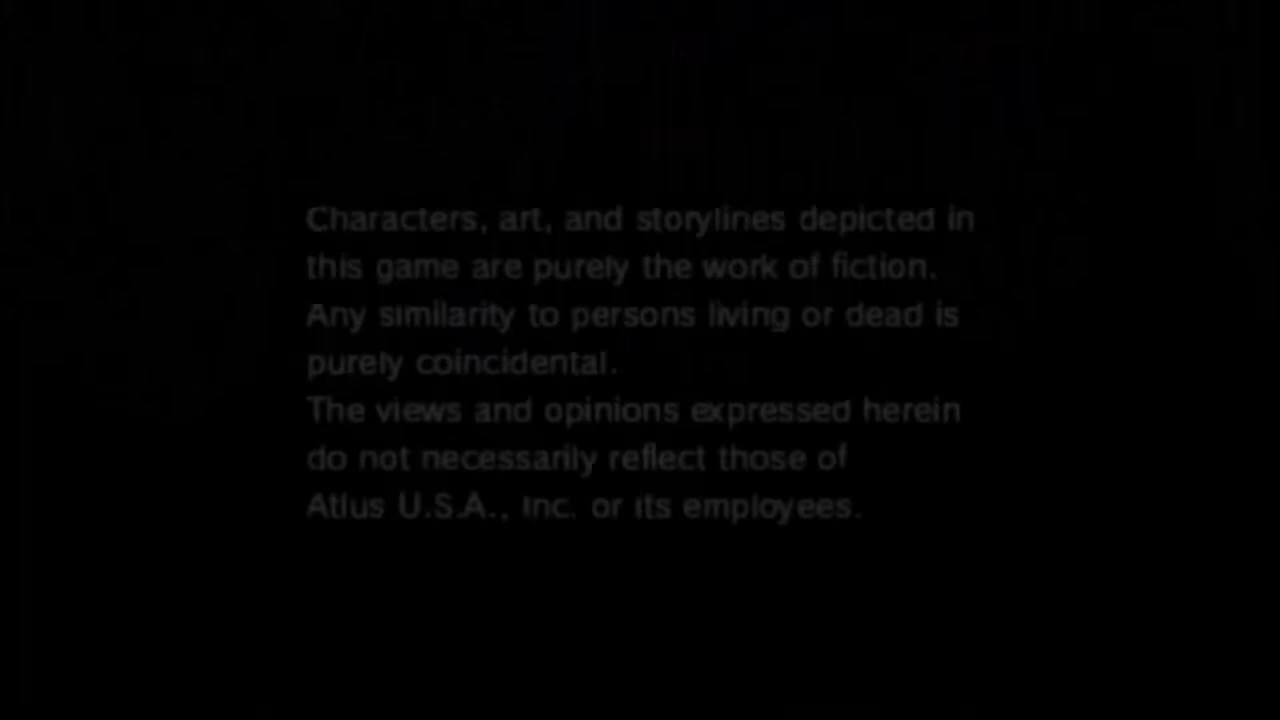 Characters, art, and storylines depicted in
this game are purely the work of fiction.
Any similarity to persons living or dead is
purely coincidental.
The views and opinions expressed herein
do not necessarily reflect those of
Atlus U.S.A., Inc. or its employees.